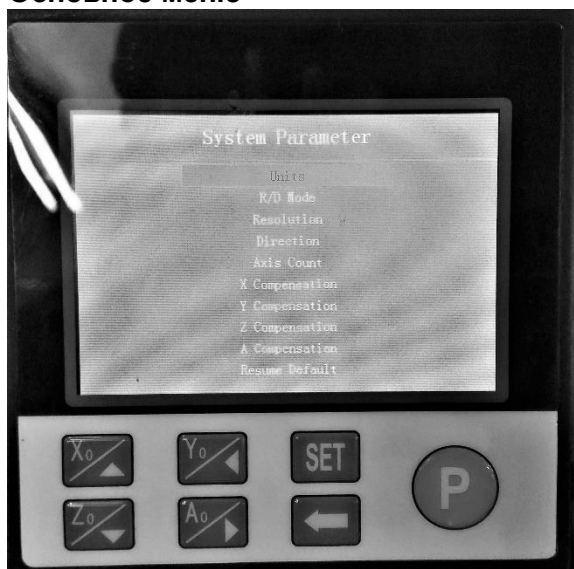 System Parameter
Units
R/D Mode
Resolution
Direction
Axis Count
X Compensation
Y Compensation
Z Compensation
A Compensation
Resume Default
X0
Y0
SET
P
Z0
A0